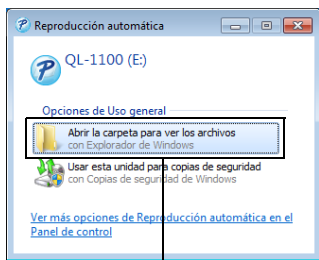 Reproducción automática
QL-1100 (E:)
Opciones de Uso general
Abrir la carpeta para ver los archivos
con Explorador de Windows
Usar esta unidad para copias de seguridad
con Copias de seguridad de Windows
Ver más opciones de Reproducción automática en el
Panel de control